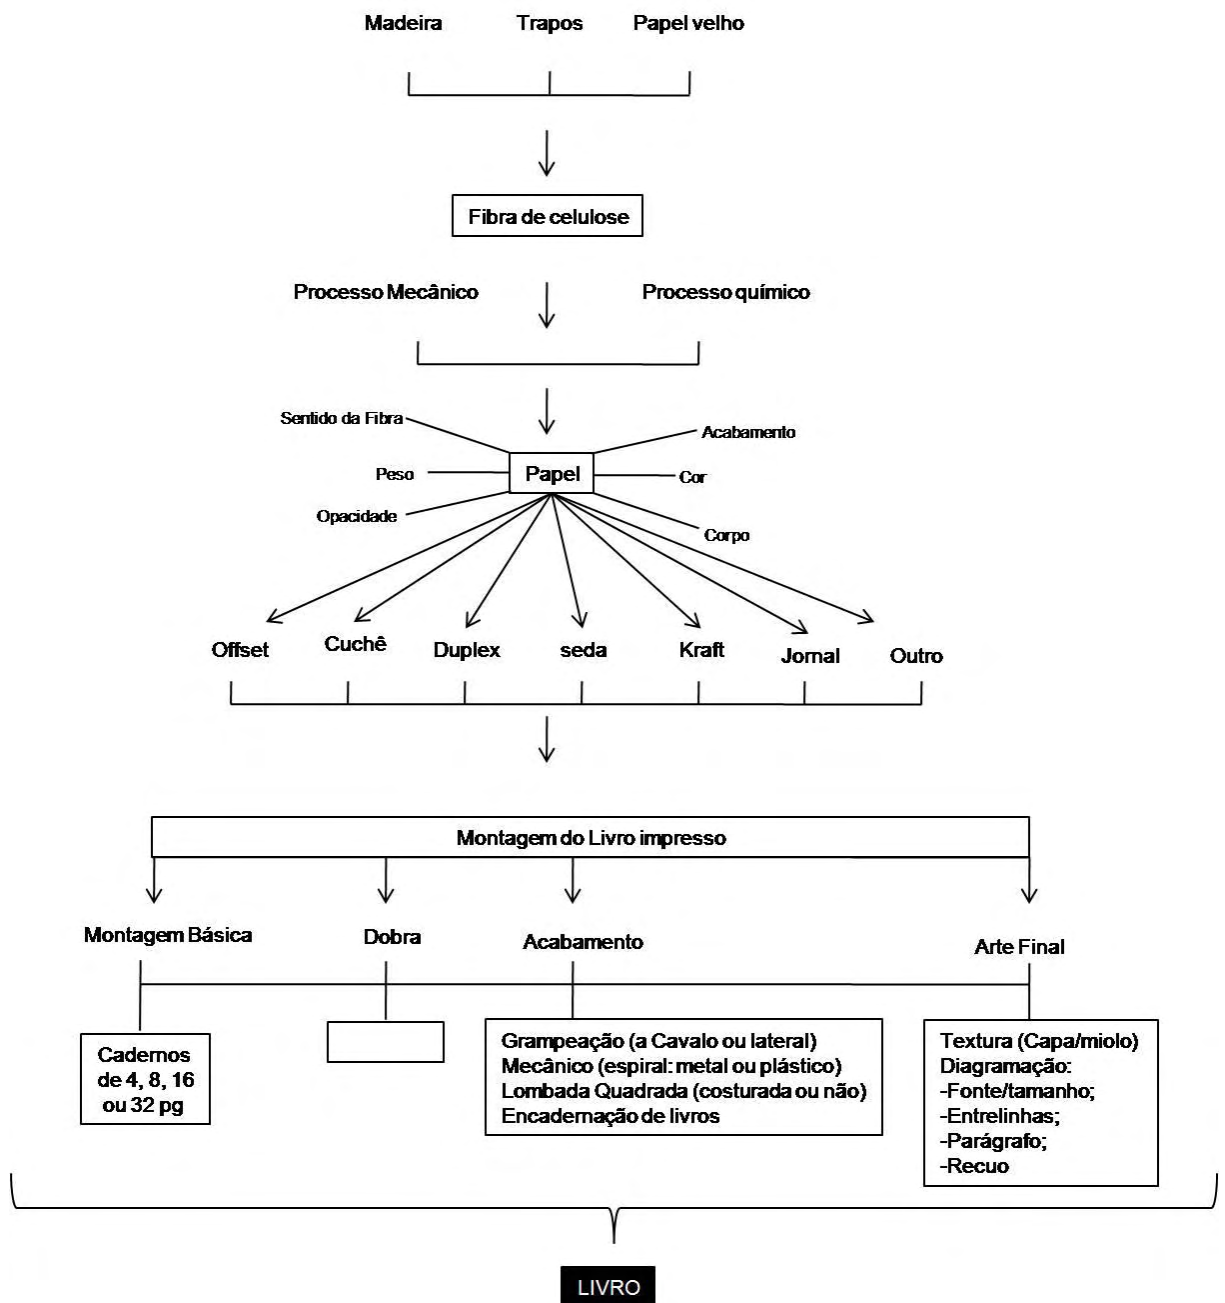 Madeira
Trapos
Papel velho
Fibra de celulose
Processo Mecânico
Processo químico
Sentido da Fibra
Acabamento
Peso
Papel
Cor
Opacidade
Corpo
Offset
Cuchê
Duplex
seda
Kraft
Jornal
Outro
Montagem do Livro impresso
Montagem Básica
Dobra
Acabamento
Arte Final
Cadernos
de 4, 8, 16
ou 32 pg
Grampeação (a Cavalo ou lateral)
Mecânico (espiral: metal ou plástico)
Lombada Quadrada (costurada ou não)
Encadernação de livros
Textura (Capa/miolo)
Diagramação:
-Fonte/tamanho;
-Entrelinhas;
-Parágrafo;
-Recuo
LIVRO